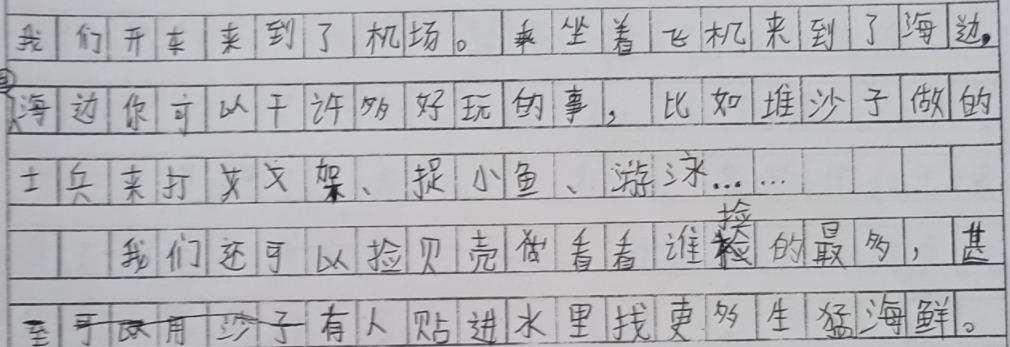 我们开车来到了机场。乘坐着飞机来到了海边,
海边你可以干许多好玩的事，比如堆沙子做的
士兵来打架、捉小鱼、游泳……
捡
我们还可以捡贝壳做看看谁的最多，甚
至可以用沙子有人贴进水里找更多生猛海鲜。